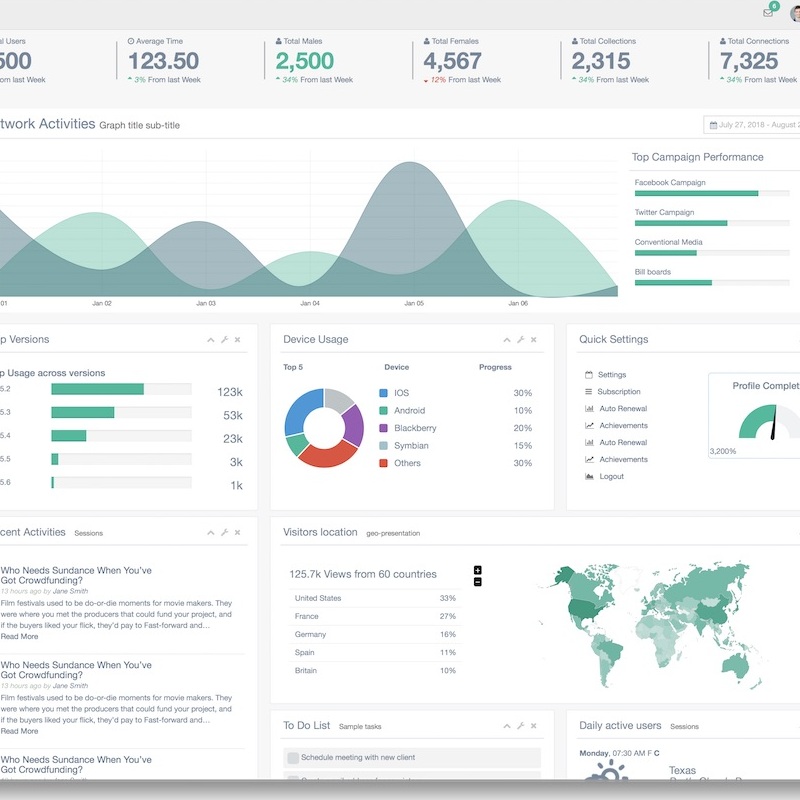 6
al Users
500
om last Week
Average Time
123.50
3% From last Week
Total Males
2,500
34% From last Week
Total Females
4,567
12% From last Week
Total Collections
2,315
34% From last Week
Total Connections
7,325
34% From last Week
twork Activities Graph title sub-title
July 27, 2018 - August 2
01
Jan 02
Jan 03
Jan 04
Jan 05
Jan 06
Top Campaign Performance
Facebook Campaign
Twitter Campaign
Conventional Media
Bill boards
p Versions
p Usage across versions
5.2
123k
5.3
53k
5.4
23k
5.5
3k
5.6
1k
Device Usage
Top 5 Device Progress
IOS 30%
Android 10%
Blackberry 20%
Symbian 15%
Others 30%
Quick Settings
Settings
Subscription
Auto Renewal
Achievements
Auto Renewal
Achievements
Logout
Profile Complet
3,200%
cent Activities Sessions
Who Needs Sundance When You've
Got Crowdfunding?
13 hours ago by Jane Smith
Film festivals used to be do-or-die moments for movie makers. They
were where you met the producers that could fund your project, and
if the buyers liked your flick, they'd pay to Fast-forward and…
Read More
Who Needs Sundance When You've
Got Crowdfunding?
13 hours ago by Jane Smith
Film festivals used to be do-or-die moments for movie makers. They
were where you met the producers that could fund your project, and
if the buyers liked your flick, they'd pay to Fast-forward and…
Read More
Who Needs Sundance When You've
Got Crowdfunding?
Visitors location geo-presentation
125.7k Views from 60 countries
+
-
United States 33%
France 27%
Germany 16%
Spain 11%
Britain 10%
To Do List Sample tasks
Schedule meeting with new client
Daily active users Sessions
Monday, 07:30 AM F C
Texas